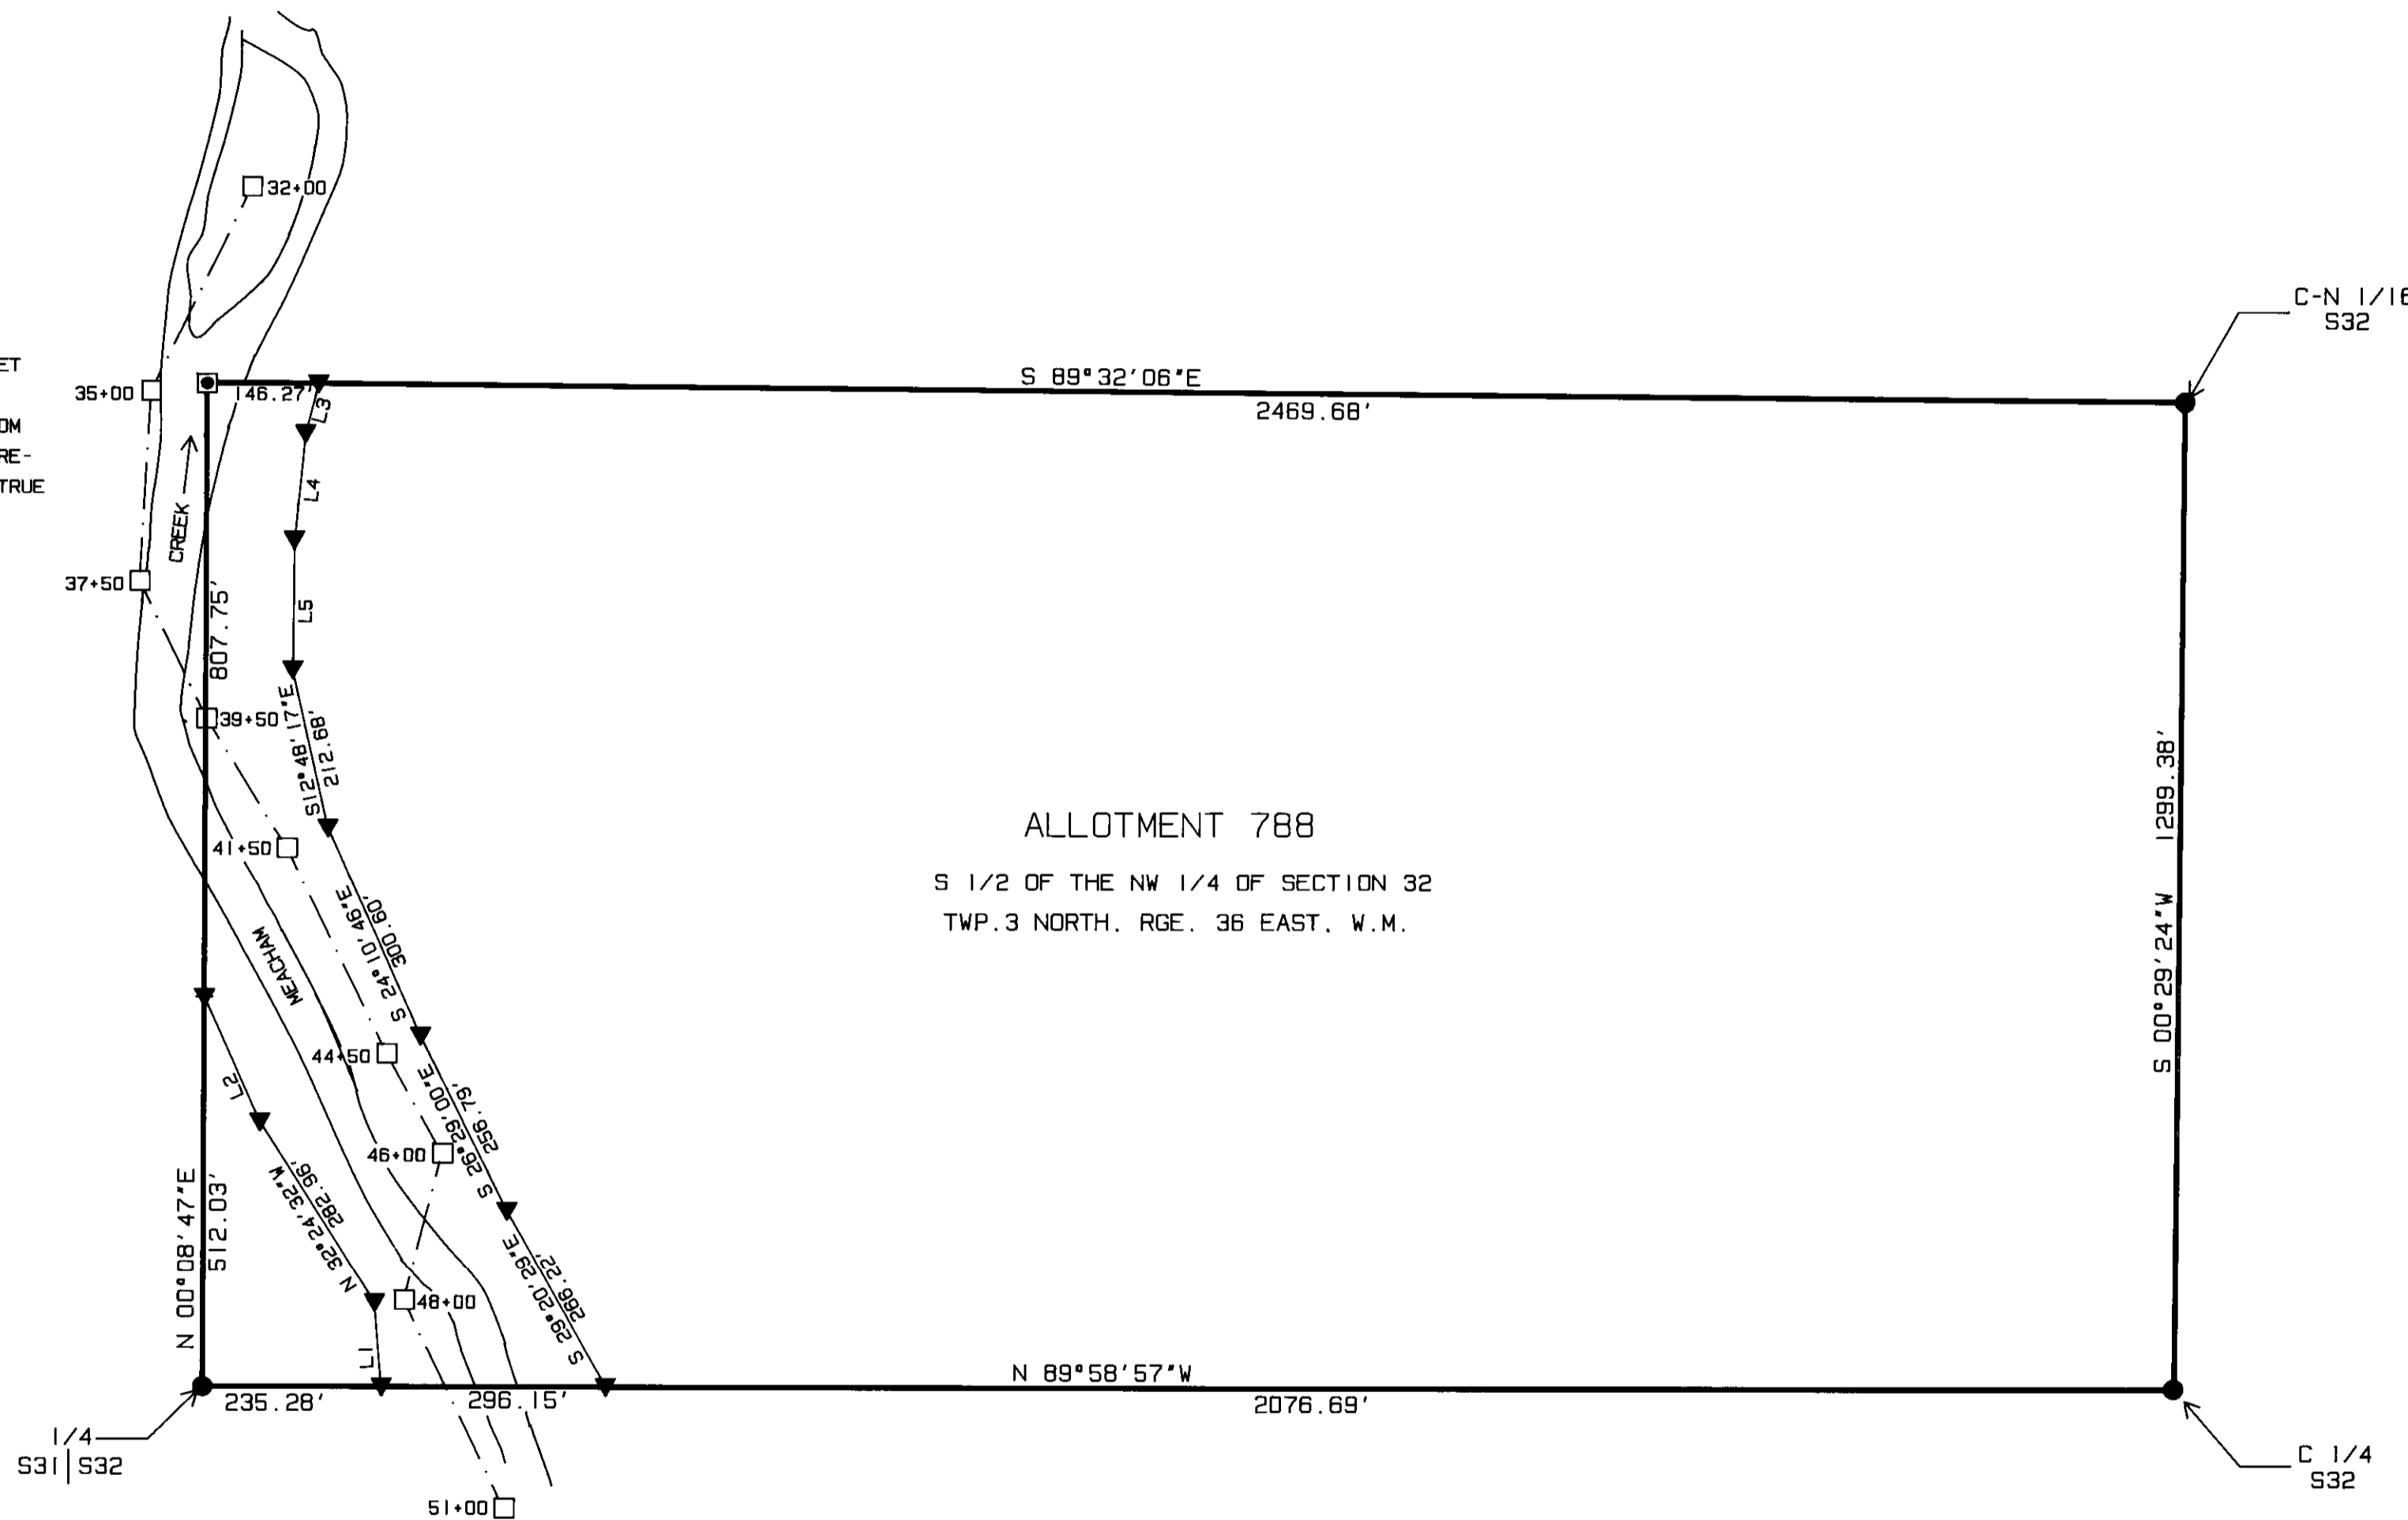 32+00
C-N 1/16
S32
ET
OM
RE-
TRUE
35+00
146.27'
S 89°32'06"E
2469.68'
L3
L4
CREEK
37+50
L5
807.75'
39+50
S12°48'17"E
212.68'
41+50
ALLOTMENT 788
S 1/2 OF THE NW 1/4 OF SECTION 32
TWP.3 NORTH. RGE. 36 EAST. W.M.
S 00°29'24"W 1299.38'
S 24°10'46"E
300.60'
MEACHAM
44+50
L2
S 26°29'00"E
256.79'
46+00
N 32°24'32"W
282.96'
N 00°08'47"E
512.03'
S 29°20'29"E
266.22'
48+00
L1
N 89°58'57"W
2076.69'
235.28'
296.15'
1/4
S31|S32
C 1/4
S32
51+00